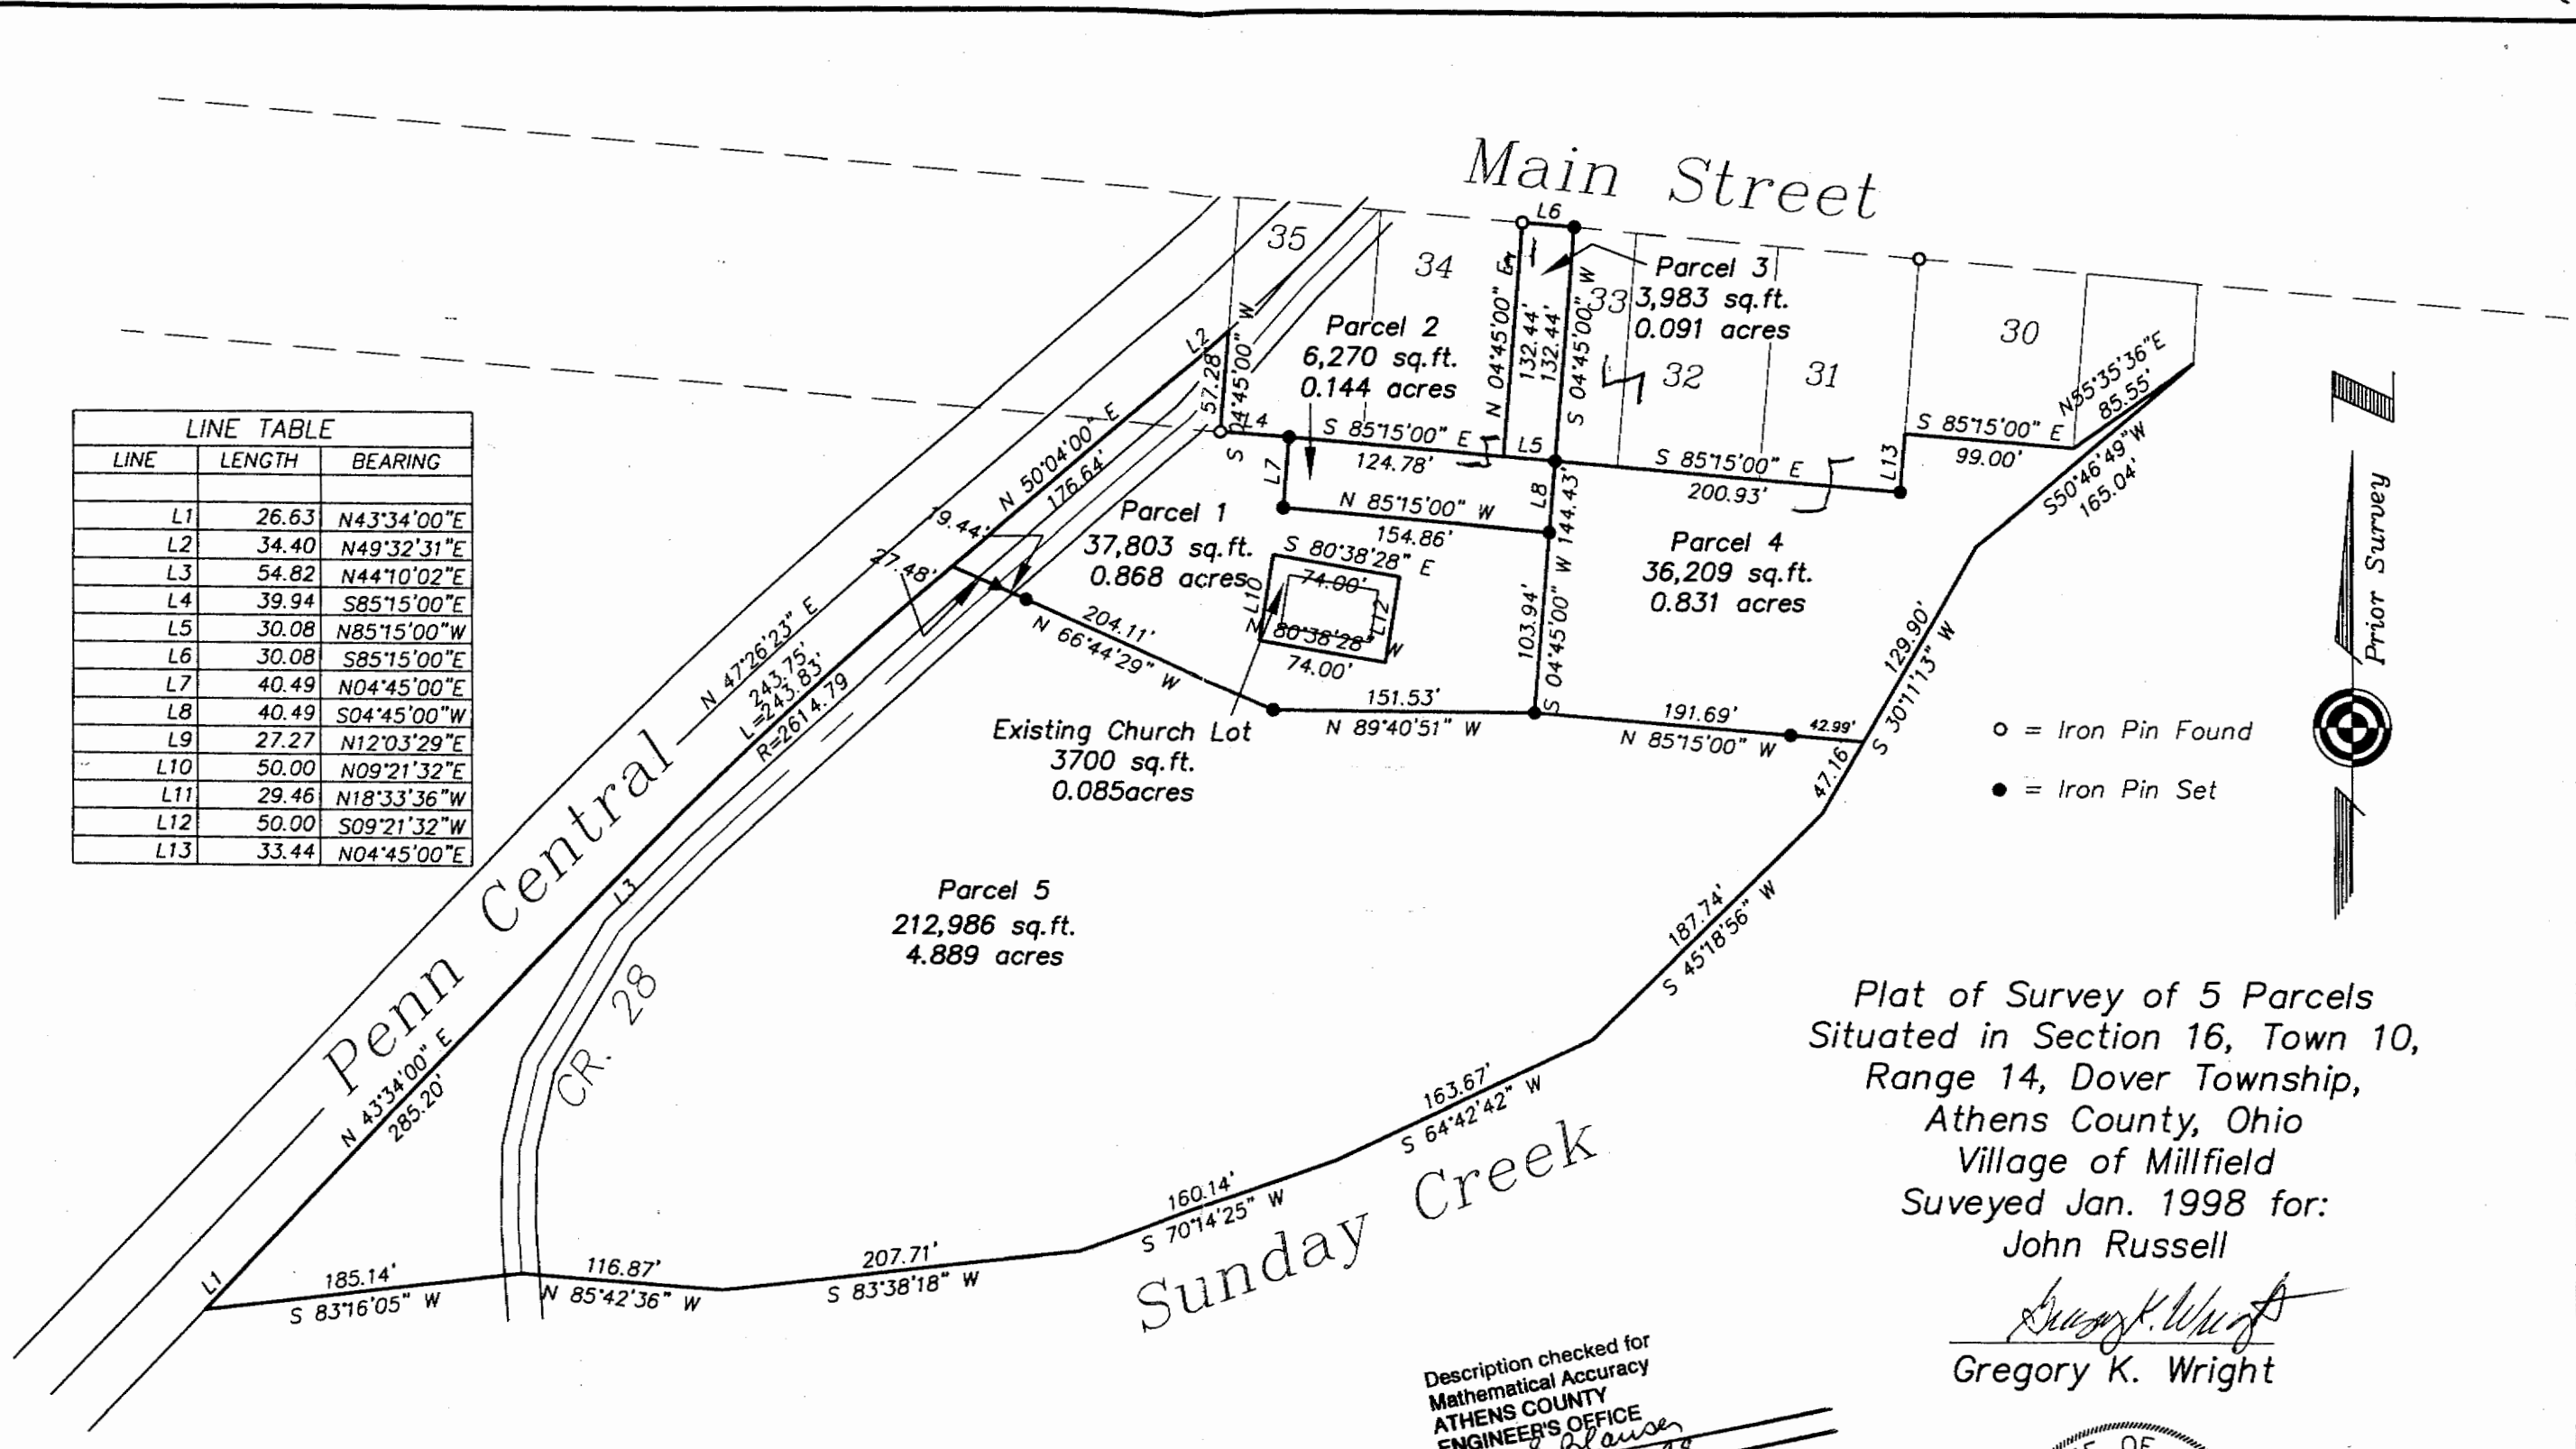 Main Street
35
34
33
32
31
30
L6
Parcel 3
3,983 sq.ft.
0.091 acres
N 04°45'00" E
132.44'
132.44'
S 04°45'00" W
Parcel 2
6,270 sq.ft.
0.144 acres
L2
57.28'
S 04°45'00" W
L4
S 85°15'00" E
124.78'
L5
S 85°15'00" E
200.93'
L13
S 85°15'00" E
99.00'
N55°35'36"E
85.55'
S50°46'49"W
165.04'
N 50°04'00" E
176.64'
19.44'
27.48'
L7
N 85°15'00" W
154.86'
L8
144.43'
Parcel 1
37,803 sq.ft.
0.868 acres
S 80°38'28" E
74.00'
L10
L12
N 80°38'28" W
74.00'
103.94'
S 04°45'00" W
Parcel 4
36,209 sq.ft.
0.831 acres
204.11'
N 66°44'29" W
151.53'
N 89°40'51" W
191.69'
N 85°15'00" W
42.99'
129.90'
S 30°11'13" W
47.16
Existing Church Lot
3700 sq.ft.
0.085acres
N 47°26'23" E
243.75'
L=243.83'
R=2614.79
LINE TABLE
LINE LENGTH BEARING
L1 26.63 N43°34'00"E
L2 34.40 N49°32'31"E
L3 54.82 N44°10'02"E
L4 39.94 S85°15'00"E
L5 30.08 N85°15'00"W
L6 30.08 S85°15'00"E
L7 40.49 N04°45'00"E
L8 40.49 S04°45'00"W
L9 27.27 N12°03'29"E
L10 50.00 N09°21'32"E
L11 29.46 N18°33'36"W
L12 50.00 S09°21'32"W
L13 33.44 N04°45'00"E
Prior Survey
○ = Iron Pin Found
● = Iron Pin Set
Penn Central
L3
CR. 28
N 43°34'00" E
285.20'
Parcel 5
212,986 sq.ft.
4.889 acres
187.74'
S 45°18'56" W
163.67'
S 64°42'42" W
160.14'
S 70°14'25" W
207.71'
S 83°38'18" W
116.87'
N 85°42'36" W
L1
185.14'
S 83°16'05" W
Sunday Creek
Plat of Survey of 5 Parcels
Situated in Section 16, Town 10,
Range 14, Dover Township,
Athens County, Ohio
Village of Millfield
Suveyed Jan. 1998 for:
John Russell
Gregory K. Wright
Gregory K. Wright
Description checked for
Mathematical Accuracy
ATHENS COUNTY
ENGINEER'S OFFICE
OF